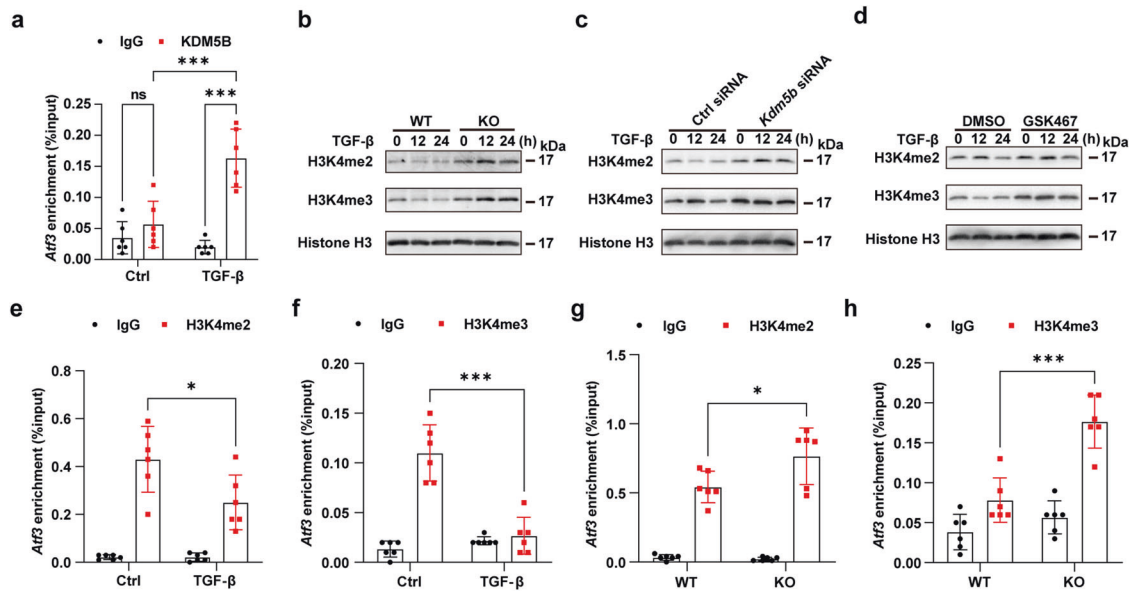 a
IgG KDM5B
***
ns ***
Atf3 enrichment (%input)
0.25
0.20
0.15
0.10
0.05
0.00
Ctrl TGF-β
b
WT KO
TGF-β 0 12 24 0 12 24 (h) kDa
H3K4me2 17
H3K4me3 17
Histone H3 17
c
Ctrl siRNA Kdm5b siRNA
TGF-β 0 12 24 0 12 24 (h) kDa
H3K4me2 17
H3K4me3 17
Histone H3 17
d
DMSO GSK467
TGF-β 0 12 24 0 12 24 (h) kDa
H3K4me2 17
H3K4me3 17
Histone H3 17
e
IgG H3K4me2
*
Atf3 enrichment (%input)
0.8
0.6
0.4
0.2
0.0
Ctrl TGF-β
f
IgG H3K4me3
***
Atf3 enrichment (%input)
0.20
0.15
0.10
0.05
0.00
Ctrl TGF-β
g
IgG H3K4me2
*
Atf3 enrichment (%input)
1.5
1.0
0.5
0.0
WT KO
h
IgG H3K4me3
***
Atf3 enrichment (%input)
0.25
0.20
0.15
0.10
0.05
0.00
WT KO